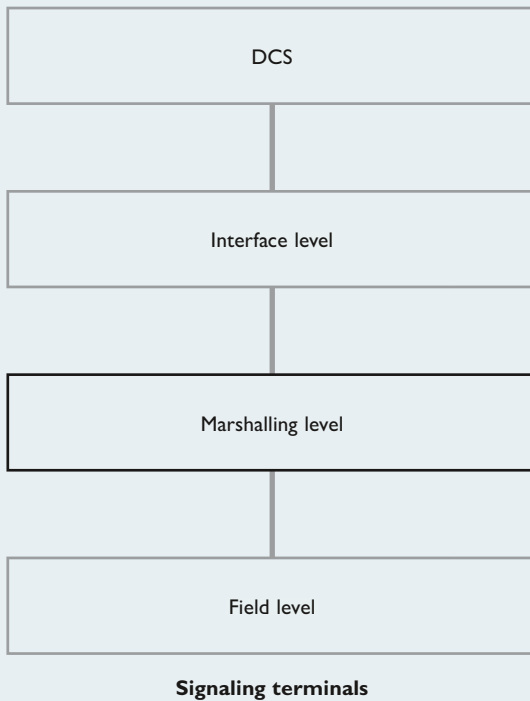 DCS
Interface level
Marshalling level
Field level
Signaling terminals